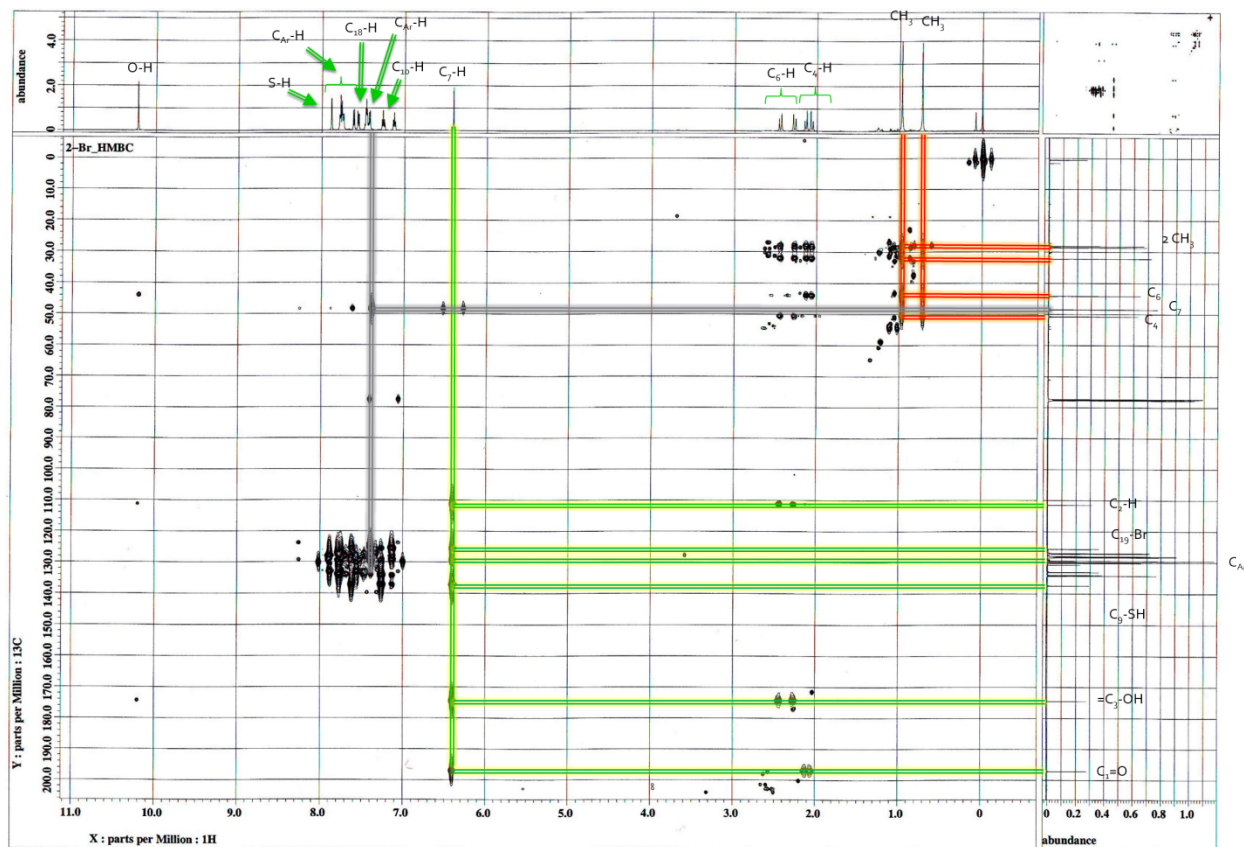 CH₃ CH₃
C₁₈-H C_Ar-H
C_Ar-H
O-H S-H C₁₀-H C₇-H C₆-H C₄-H
abundance
4.0
2.0
0
2-Br_HMBC
0
10.0
20.0
30.0
40.0
50.0
60.0
70.0
80.0
90.0
100.0
110.0
120.0
130.0
140.0
150.0
160.0
170.0
180.0
190.0
200.0
Y : parts per Million : 13C
2 CH₃
C₆
C₇
C₄
C₂-H
C₁₉-Br
C₉-SH
=C₃-OH
C₁=O
11.0 10.0 9.0 8.0 7.0 6.0 5.0 4.0 3.0 2.0 1.0 0
X : parts per Million : 1H
0 0.2 0.4 0.6 0.8 1.0
abundance